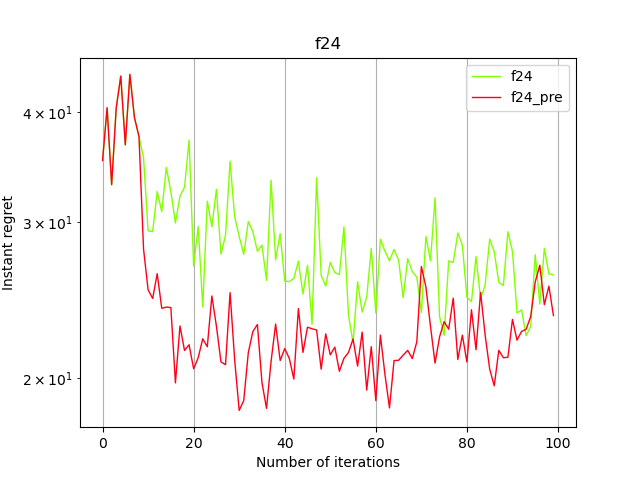 f24
f24
f24_pre
4 × 10¹
3 × 10¹
2 × 10¹
Instant regret
0 20 40 60 80 100
Number of iterations